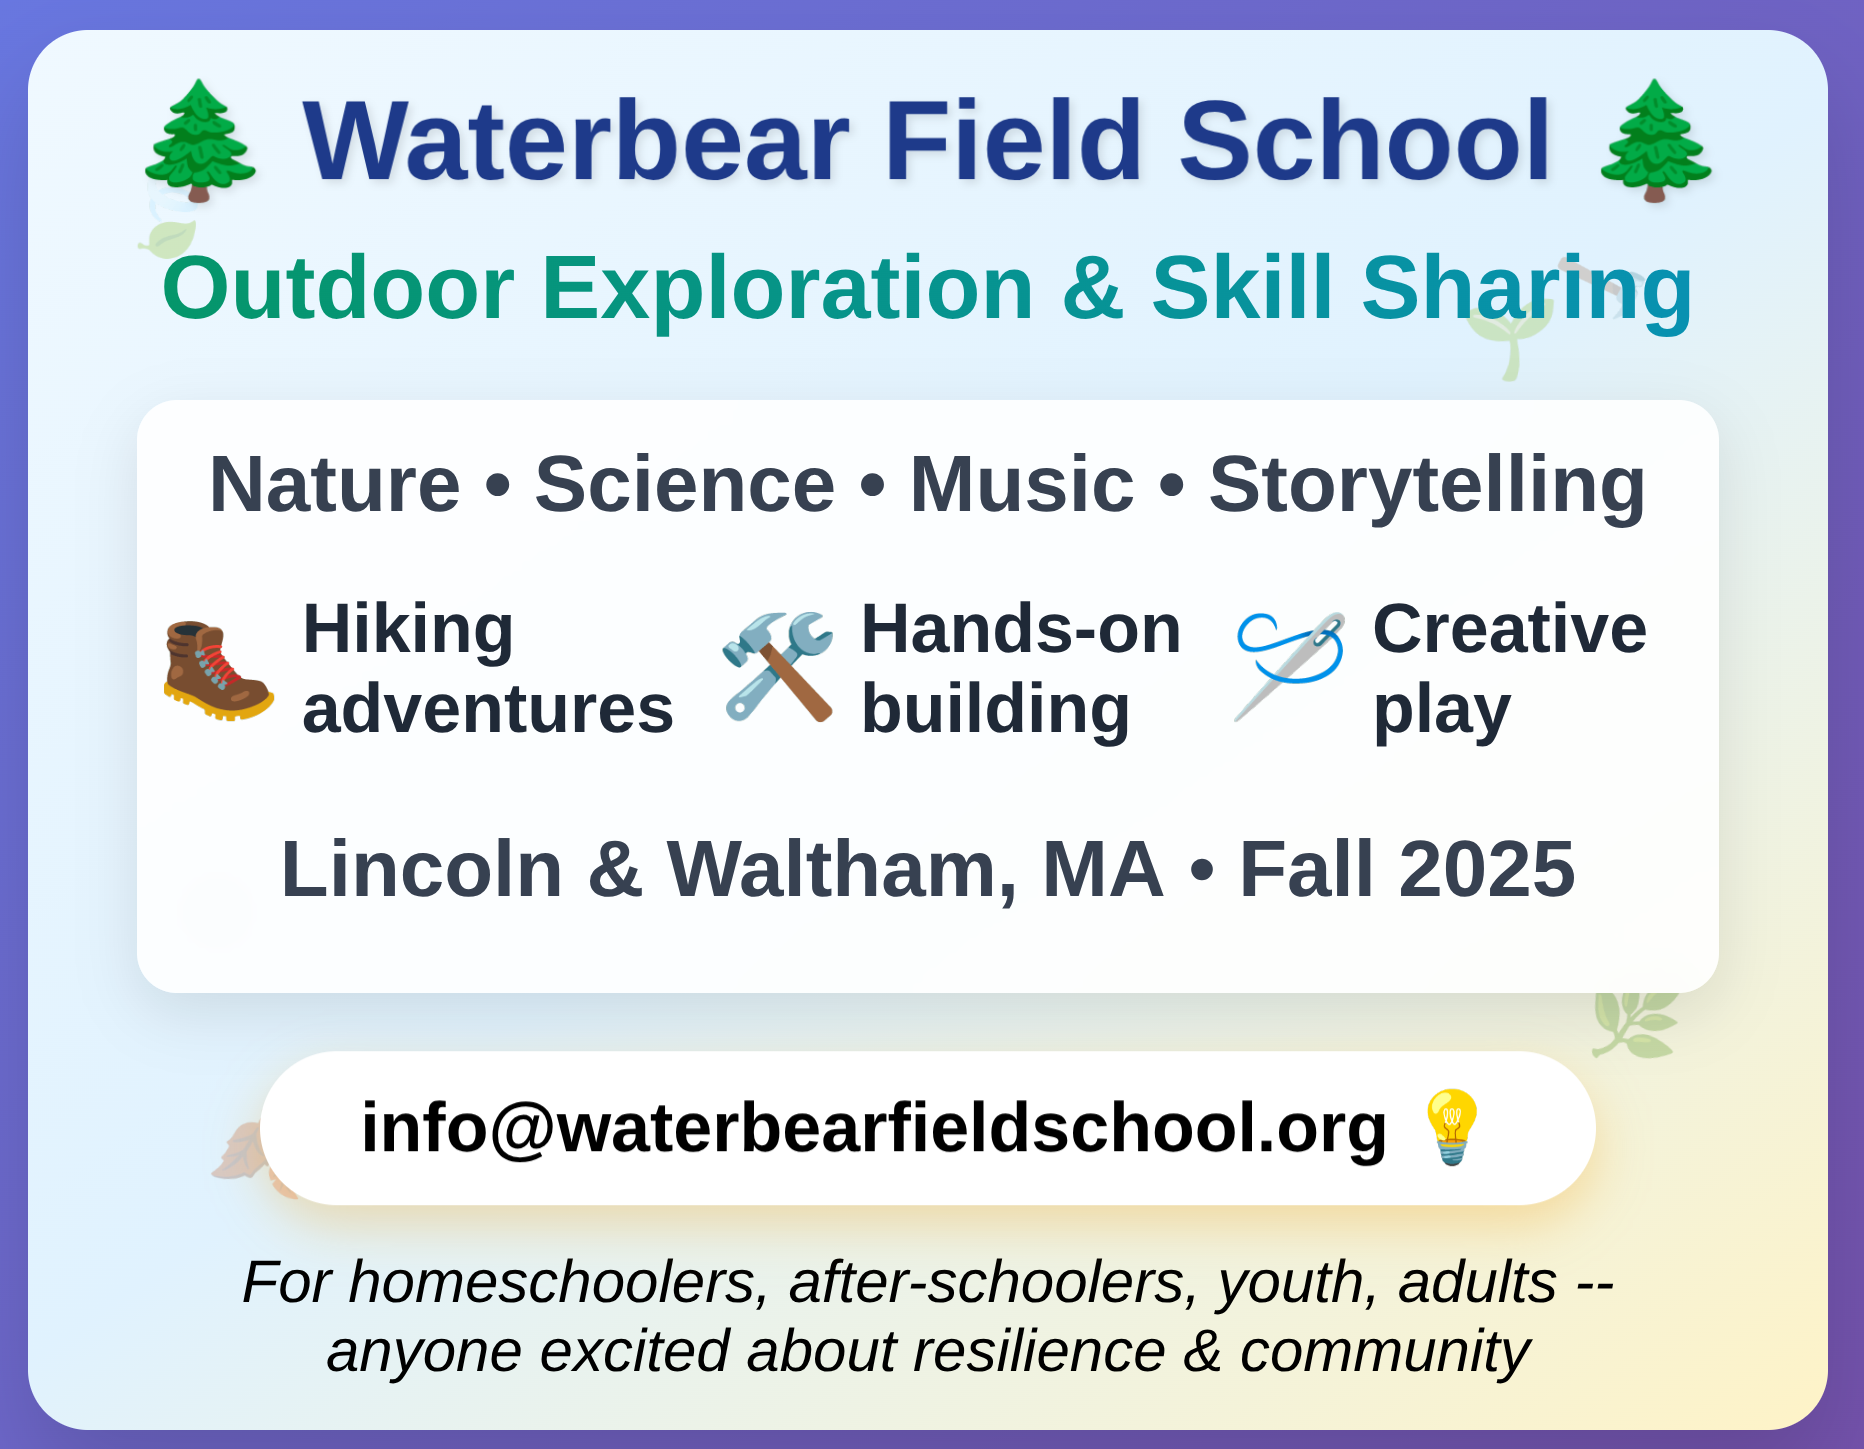 🌲 Waterbear Field School 🌲
Outdoor Exploration & Skill Sharing
Nature • Science • Music • Storytelling
🥾 Hiking adventures
🛠️ Hands-on building
🪡 Creative play
Lincoln & Waltham, MA • Fall 2025
info@waterbearfieldschool.org 💡
For homeschoolers, after-schoolers, youth, adults --
anyone excited about resilience & community